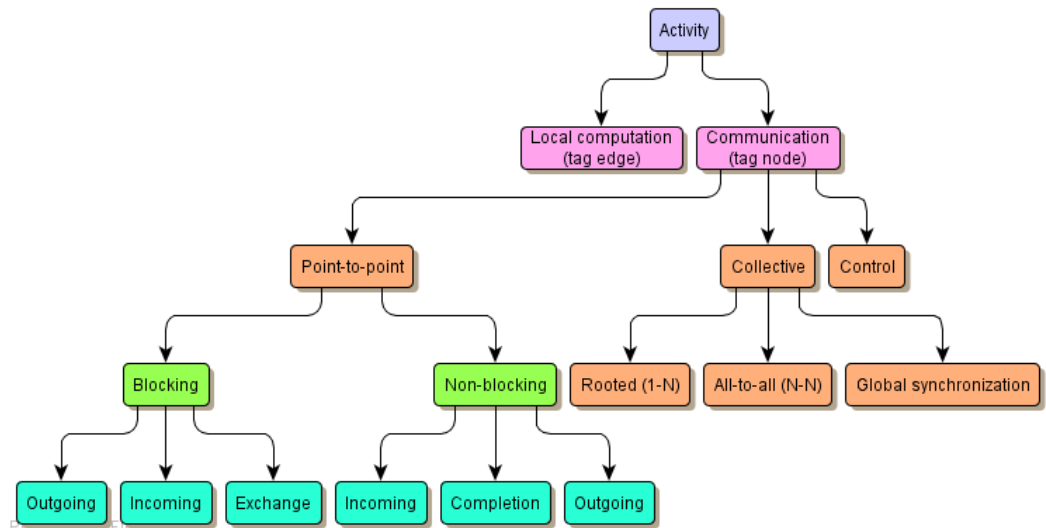 Activity
Local computation
(tag edge)
Communication
(tag node)
Point-to-point
Collective
Control
Blocking
Non-blocking
Rooted (1-N)
All-to-all (N-N)
Global synchronization
Outgoing
Incoming
Exchange
Incoming
Completion
Outgoing